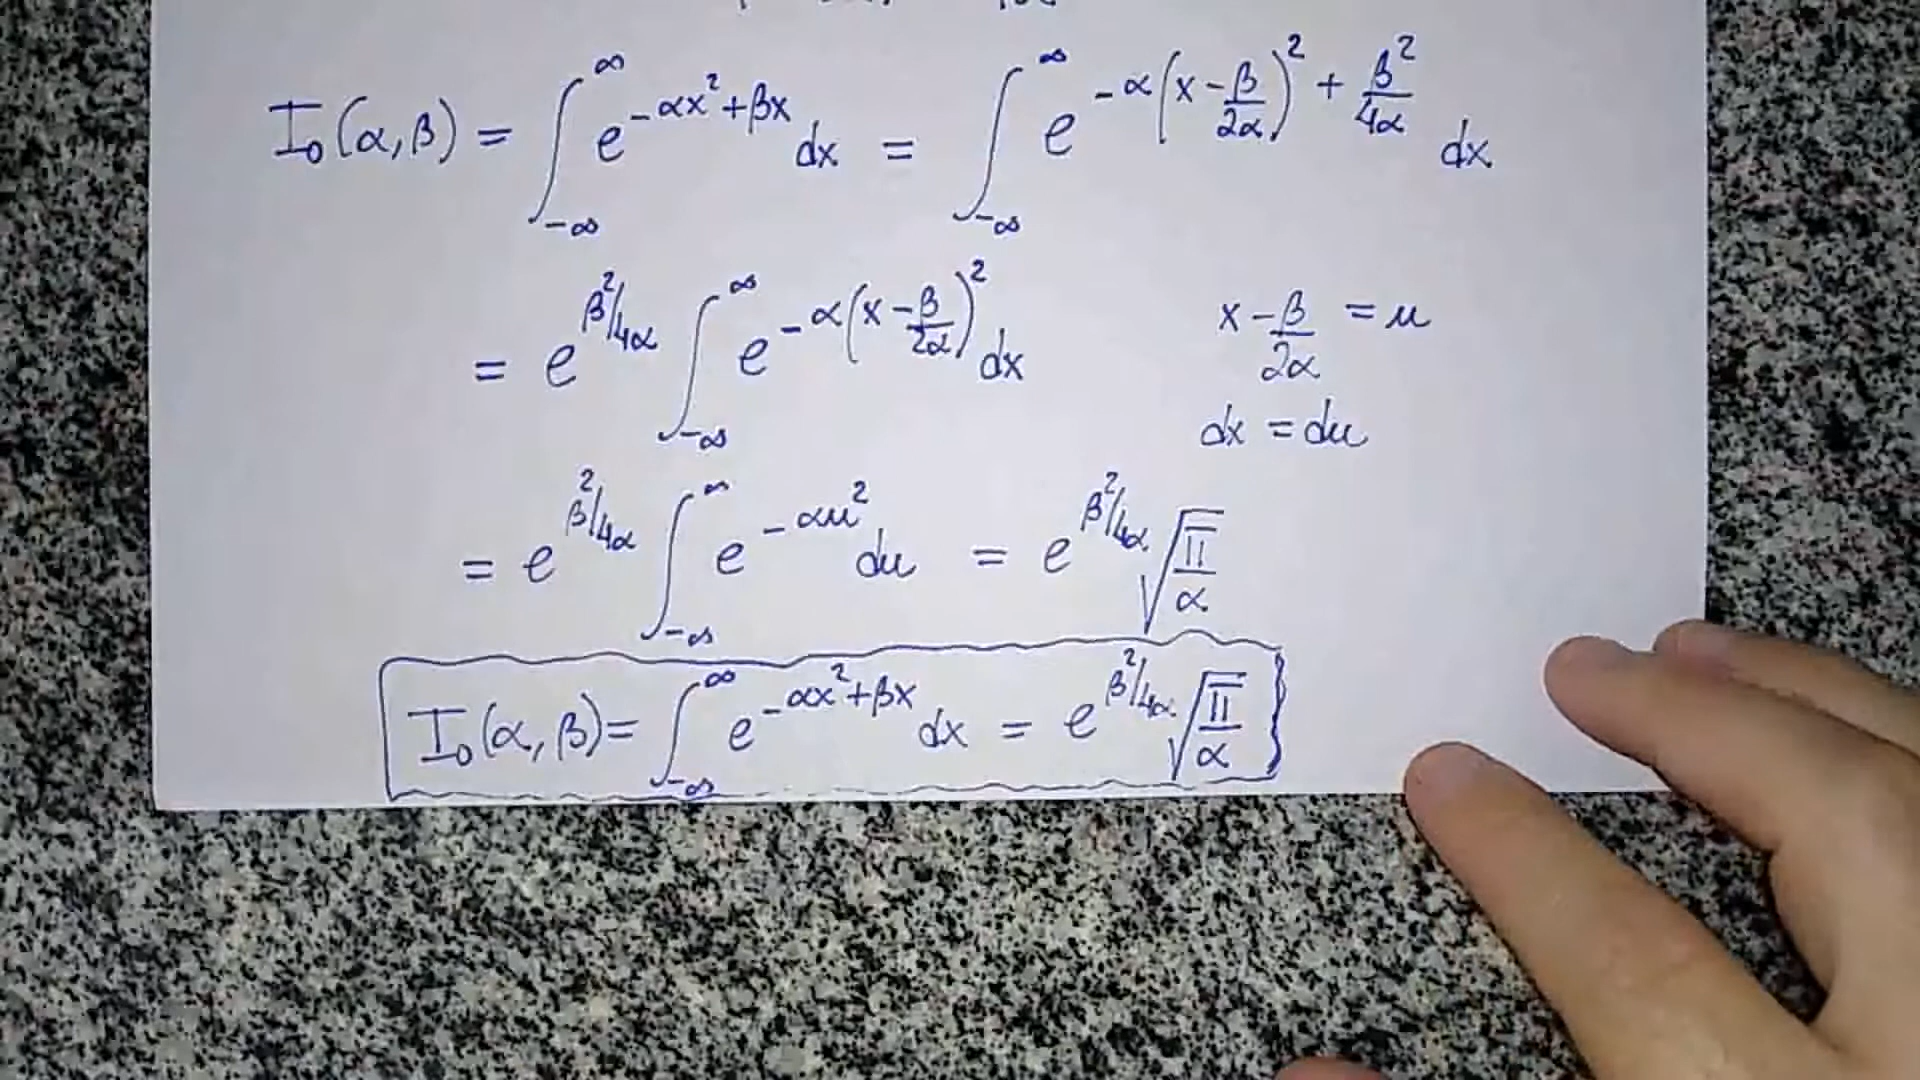 I₀(α,β) = ∫_{-∞}^{∞} e^{-αx²+βx} dx = ∫_{-∞}^{∞} e^{-α(x-β/2α)² + β²/4α} dx
= e^{β²/4α} ∫_{-∞}^{∞} e^{-α(x-β/2α)²} dx    x - β/2α = u
dx = du
= e^{β²/4α} ∫_{-∞}^{∞} e^{-αu²} du = e^{β²/4α} √(π/α)
I₀(α,β) = ∫_{-∞}^{∞} e^{-αx²+βx} dx = e^{β²/4α} √(π/α)